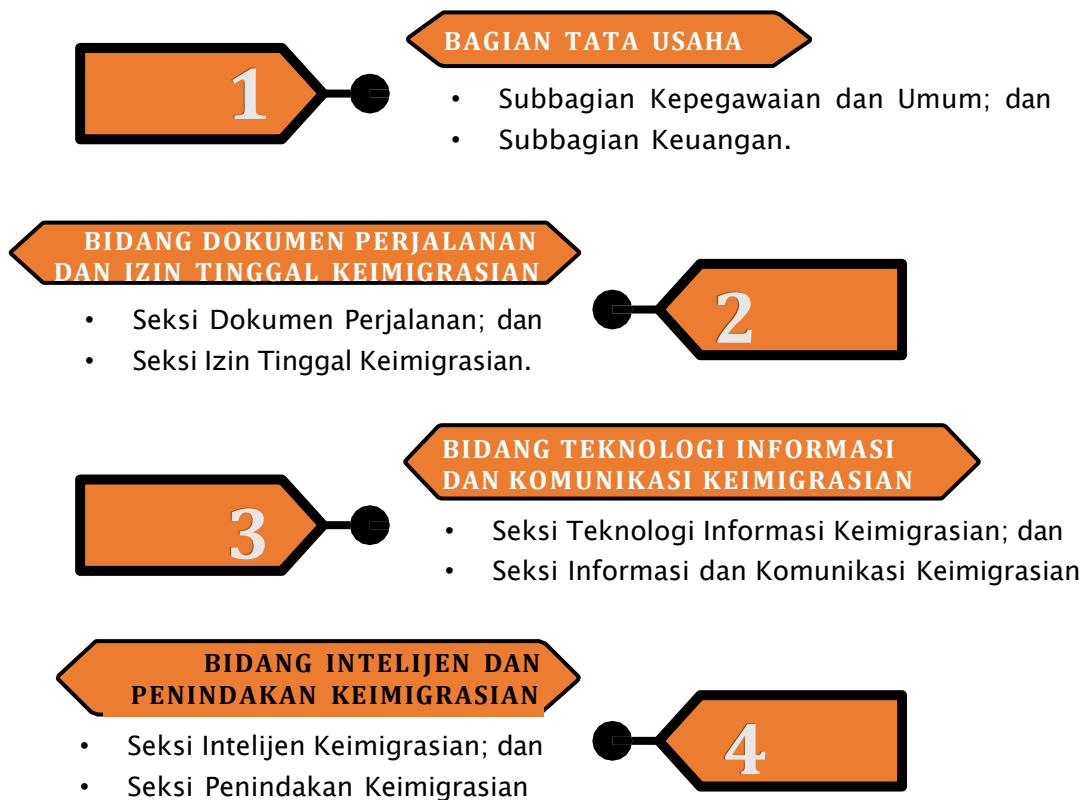 1
BAGIAN TATA USAHA
• Subbagian Kepegawaian dan Umum; dan
• Subbagian Keuangan.
BIDANG DOKUMEN PERJALANAN
DAN IZIN TINGGAL KEIMIGRASIAN
• Seksi Dokumen Perjalanan; dan
• Seksi Izin Tinggal Keimigrasian.
2
3
BIDANG TEKNOLOGI INFORMASI
DAN KOMUNIKASI KEIMIGRASIAN
• Seksi Teknologi Informasi Keimigrasian; dan
• Seksi Informasi dan Komunikasi Keimigrasian
BIDANG INTELIJEN DAN
PENINDAKAN KEIMIGRASIAN
• Seksi Intelijen Keimigrasian; dan
• Seksi Penindakan Keimigrasian
4